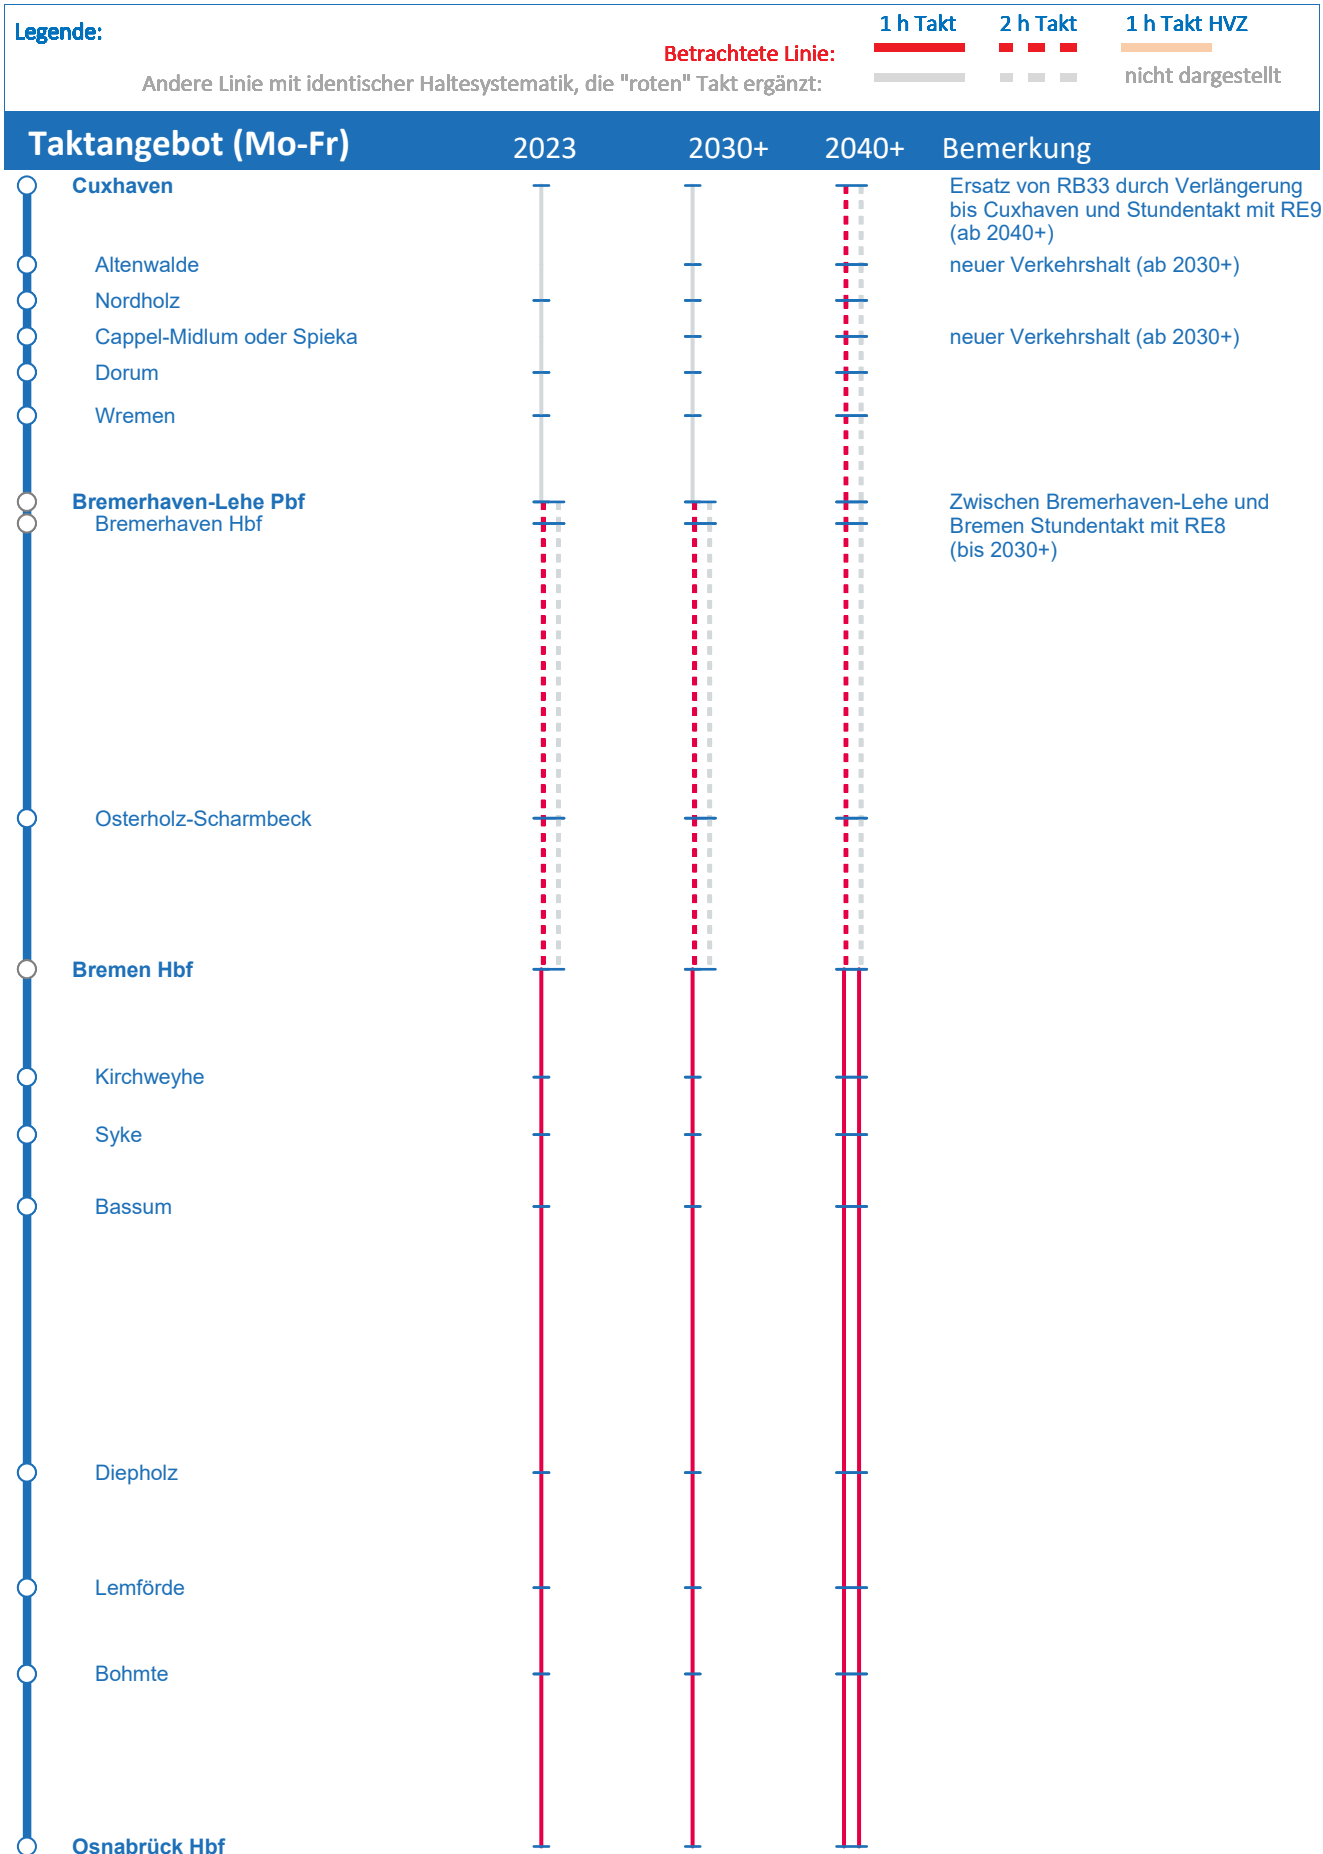 Legende:
1 h Takt 2 h Takt 1 h Takt HVZ
Betrachtete Linie:
Andere Linie mit identischer Haltesystematik, die "roten" Takt ergänzt: nicht dargestellt
Taktangebot (Mo-Fr) 2023 2030+ 2040+ Bemerkung
Cuxhaven Ersatz von RB33 durch Verlängerung
bis Cuxhaven und Stundentakt mit RE9
(ab 2040+)
Altenwalde neuer Verkehrshalt (ab 2030+)
Nordholz
Cappel-Midlum oder Spieka neuer Verkehrshalt (ab 2030+)
Dorum
Wremen
Bremerhaven-Lehe Pbf Zwischen Bremerhaven-Lehe und
Bremerhaven Hbf Bremen Stundentakt mit RE8
(bis 2030+)
Osterholz-Scharmbeck
Bremen Hbf
Kirchweyhe
Syke
Bassum
Diepholz
Lemförde
Bohmte
Osnabrück Hbf